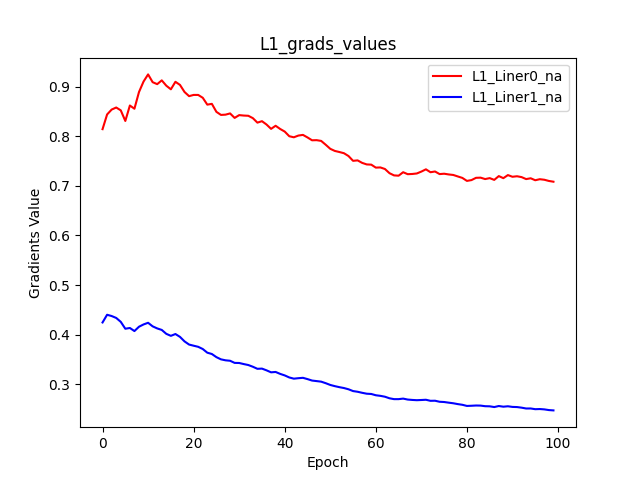 L1_grads_values
L1_Liner0_na
L1_Liner1_na
Gradients Value
0.9
0.8
0.7
0.6
0.5
0.4
0.3
0 20 40 60 80 100
Epoch